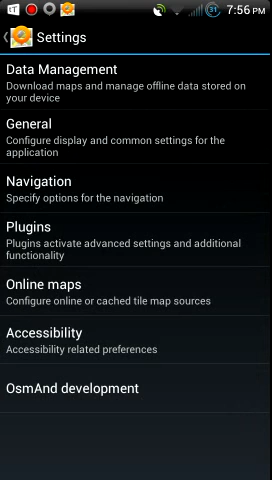 31
7:56 PM
Settings
Data Management
Download maps and manage offline data stored on
your device
General
Configure display and common settings for the
application
Navigation
Specify options for the navigation
Plugins
Plugins activate advanced settings and additional
functionality
Online maps
Configure online or cached tile map sources
Accessibility
Accessibility related preferences
OsmAnd development